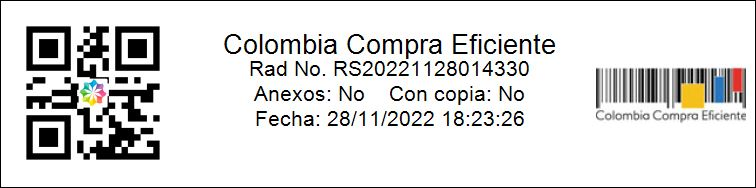 Colombia Compra Eficiente
Rad No. RS20221128014330
Anexos: No    Con copia: No
Fecha: 28/11/2022 18:23:26
Colombia Compra Eficiente